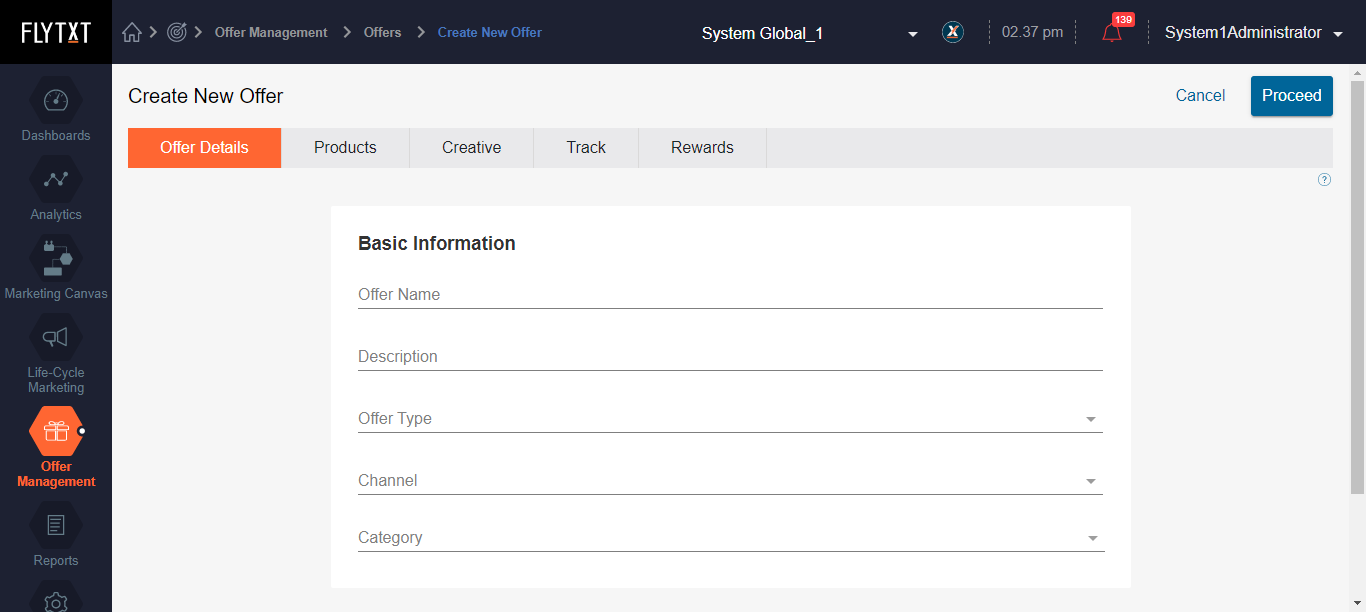 FLYTXT
Offer Management
Offers
Create New Offer
System Global_1
X
02.37 pm
139
System1Administrator
Create New Offer
Cancel
Proceed
Offer Details
Products
Creative
Track
Rewards
?
Dashboards
Analytics
Marketing Canvas
Life-Cycle
Marketing
Offer
Management
Reports
Basic Information
Offer Name
Description
Offer Type
Channel
Category